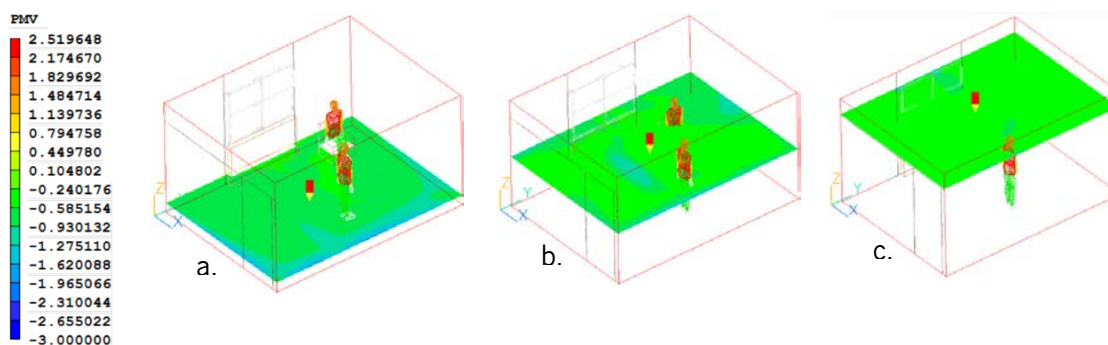 PMV
2.519648
2.174670
1.829692
1.484714
1.139736
0.794758
0.449780
0.104802
-0.240176
-0.585154
-0.930132
-1.275110
-1.620088
-1.965066
-2.310044
-2.655022
-3.000000
Z
Y
X
a.
Z
Y
X
b.
Z
Y
X
c.